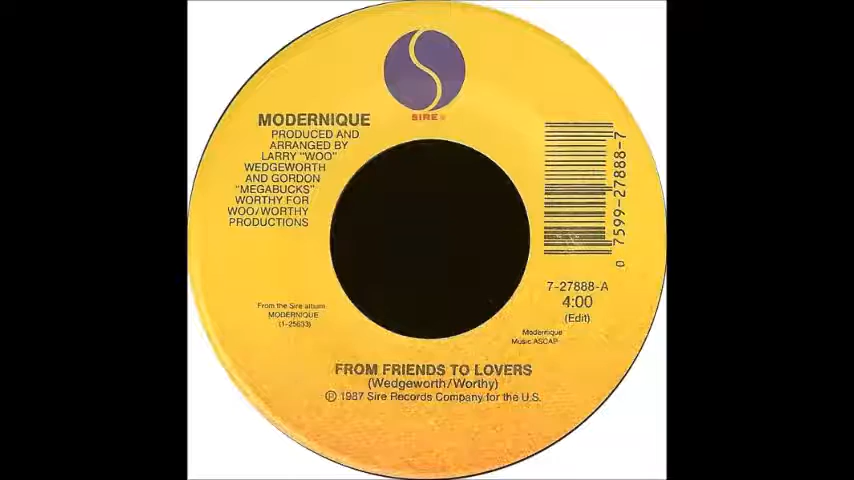 SIRE®
MODERNIQUE
PRODUCED AND
ARRANGED BY
LARRY "WOO"
WEDGEWORTH
AND GORDON
"MEGABUCKS"
WORTHY FOR
WOO/WORTHY
PRODUCTIONS
0 7599-27888-7
7-27888-A
4:00
(Edit)
From the Sire album
MODERNIQUE
(1-25633)
Modernique
Music ASCAP
FROM FRIENDS TO LOVERS
(Wedgeworth/Worthy)
℗ 1987 Sire Records Company for the U.S.